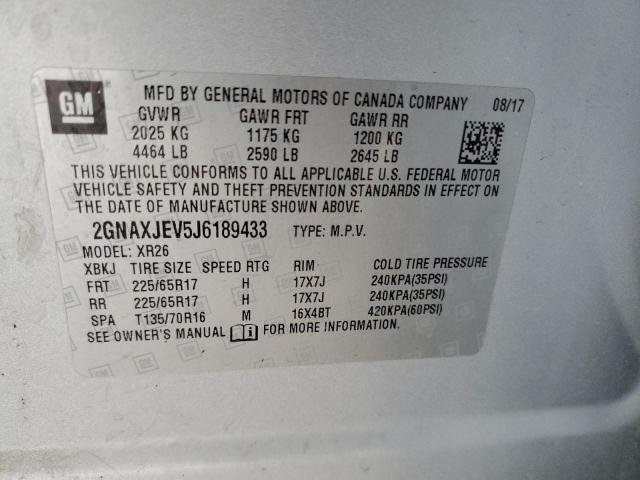 GM
MFD BY GENERAL MOTORS OF CANADA COMPANY 08/17
GVWR GAWR FRT GAWR RR
2025 KG 1175 KG 1200 KG
4464 LB 2590 LB 2645 LB
THIS VEHICLE CONFORMS TO ALL APPLICABLE U.S. FEDERAL MOTOR
VEHICLE SAFETY AND THEFT PREVENTION STANDARDS IN EFFECT ON
THE DATE OF MANUFACTURE SHOWN ABOVE.
2GNAXJEV5J6189433 TYPE: M.P.V.
MODEL: XR26
XBKJ TIRE SIZE SPEED RTG RIM COLD TIRE PRESSURE
FRT 225/65R17 H 17X7J 240KPA(35PSI)
RR 225/65R17 H 17X7J 240KPA(35PSI)
SPA T135/70R16 M 16X4BT 420KPA(60PSI)
SEE OWNER'S MANUAL FOR MORE INFORMATION.